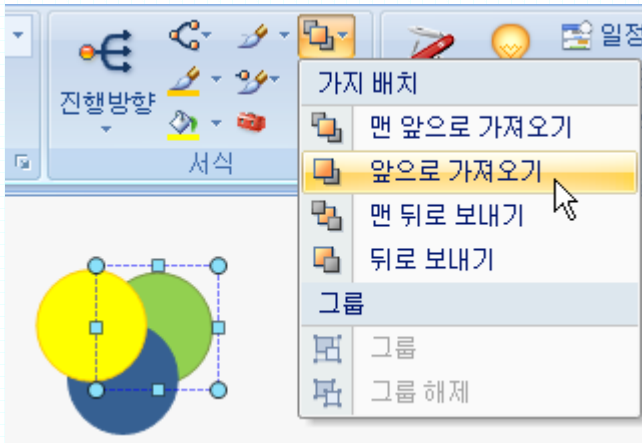 일정
진행방향
서식
가지 배치
맨 앞으로 가져오기
앞으로 가져오기
맨 뒤로 보내기
뒤로 보내기
그룹
그룹
그룹 해제